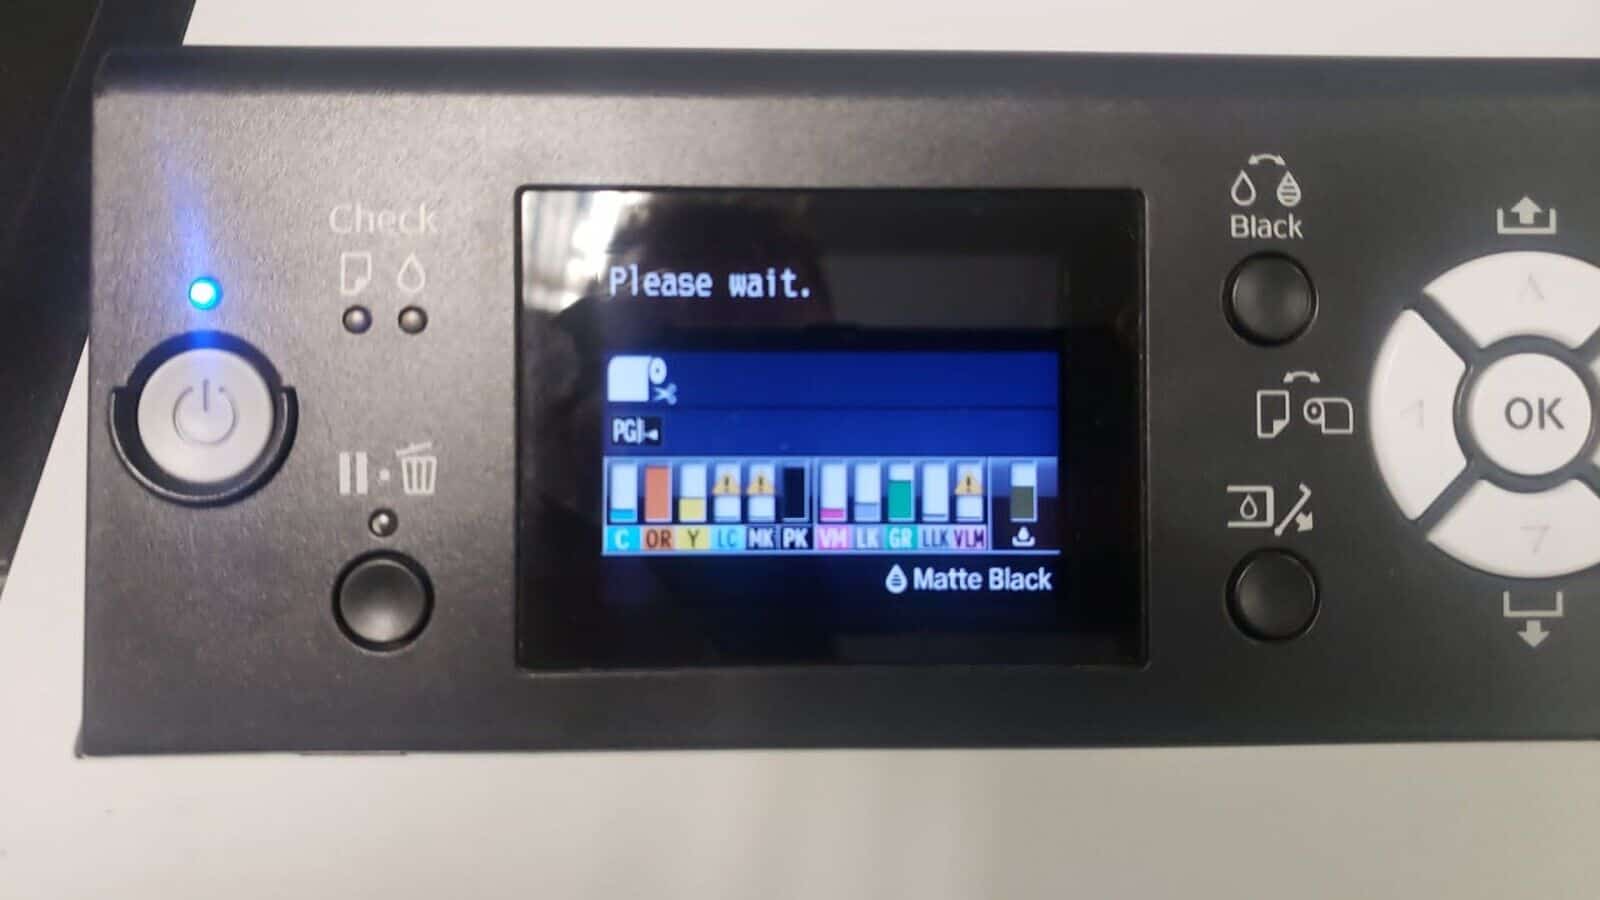 Check
Please wait.
PG
C OR Y LC MK PK VM LK GR LLK VLM
Matte Black
Black
OK